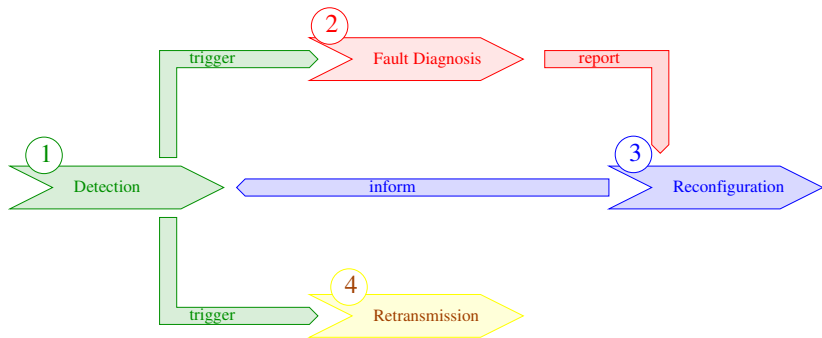 2
trigger
Fault Diagnosis
report
1
Detection
inform
3
Reconfiguration
4
trigger
Retransmission